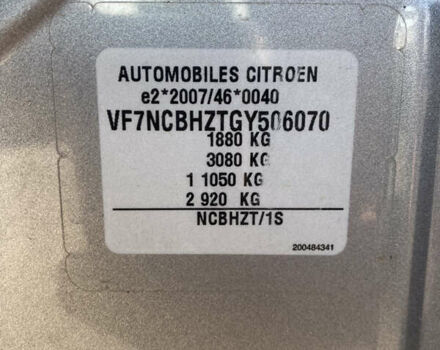 AUTOMOBILES CITROEN
e2*2007/46*0040
VF7NCBHZTGY506070
1880 KG
3080 KG
1 1050 KG
2 920 KG
NCBHZT/1S
200484341